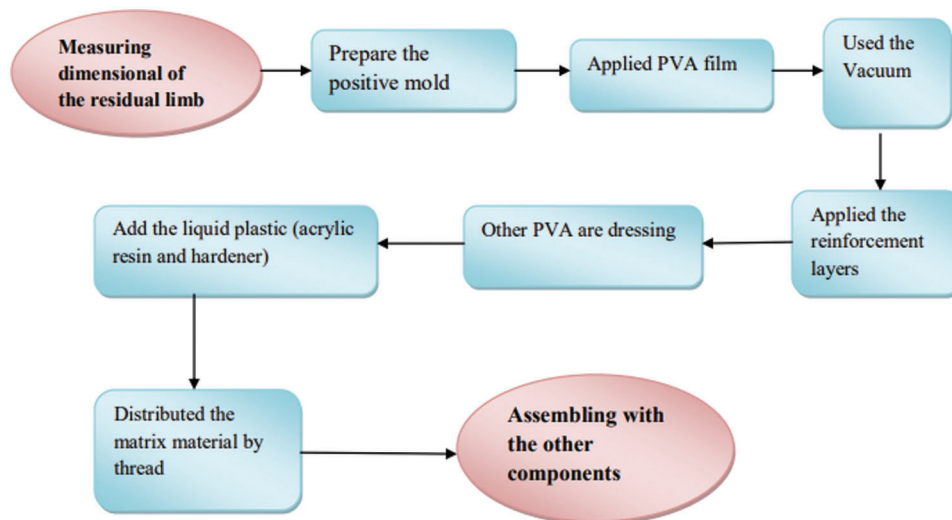 Measuring
dimensional of
the residual limb
Prepare the
positive mold
Applied PVA film
Used the
Vacuum
Applied the
reinforcement
layers
Other PVA are dressing
Add the liquid plastic (acrylic
resin and hardener)
Distributed the
matrix material by
thread
Assembling with
the other
components